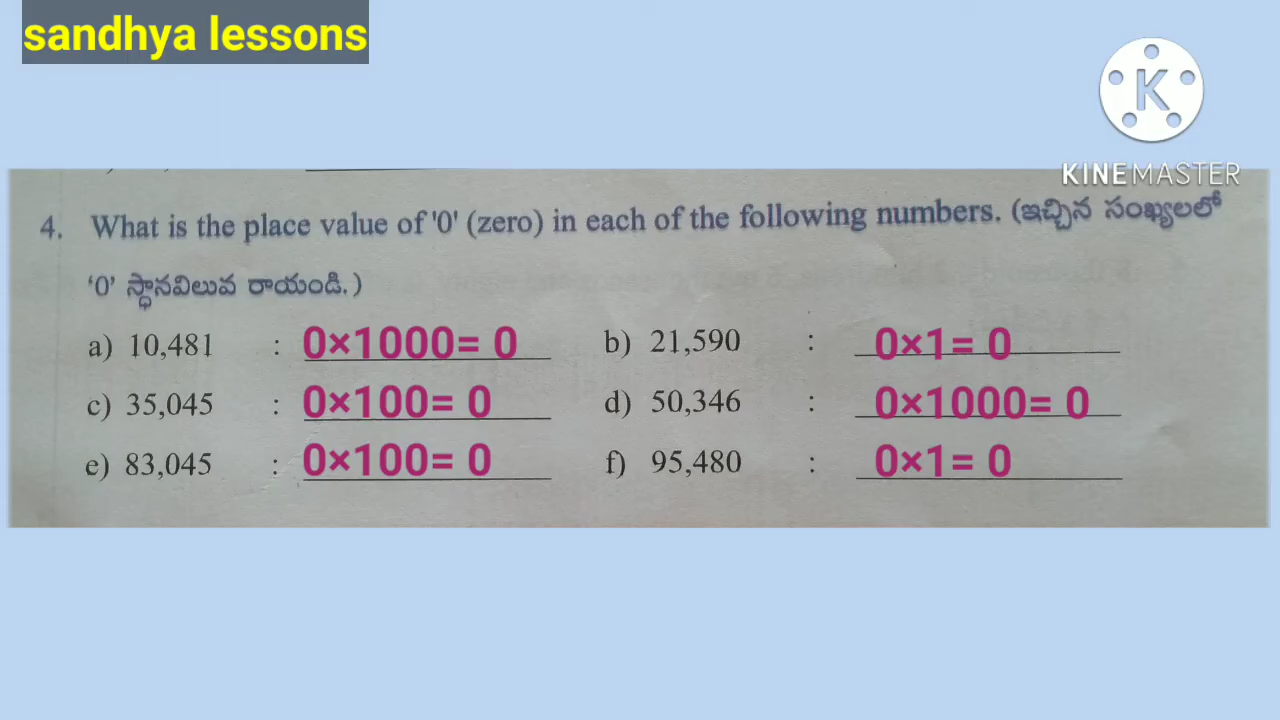 sandhya lessons
K
KINEMASTER
4. What is the place value of '0' (zero) in each of the following numbers. (ఇచ్చిన సంఖ్యలలో
'0' స్థానవిలువ రాయండి.)
a) 10,481 : 0×1000= 0 b) 21,590 : 0×1= 0
c) 35,045 : 0×100= 0 d) 50,346 : 0×1000= 0
e) 83,045 : 0×100= 0 f) 95,480 : 0×1= 0